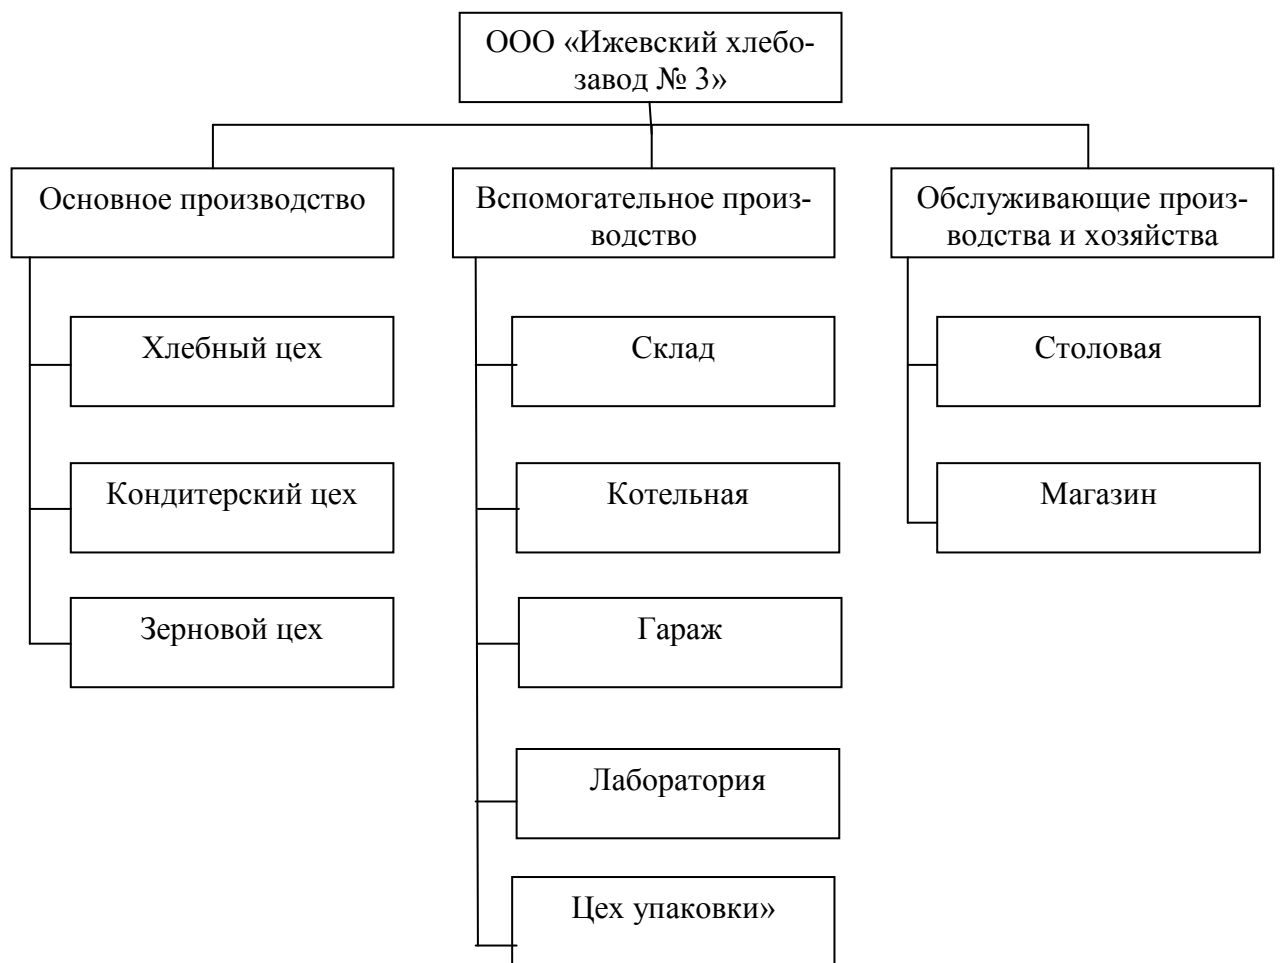 ООО «Ижевский хлебо-
завод № 3»
Основное производство
Вспомогательное произ-
водство
Обслуживающие произ-
водства и хозяйства
Хлебный цех
Склад
Столовая
Кондитерский цех
Котельная
Магазин
Зерновой цех
Гараж
Лаборатория
Цех упаковки»